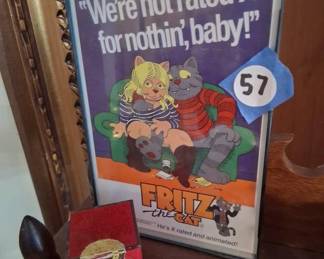 "We're not rated
for nothin', baby!"
57
FRITZ
the CAT
He's X rated and animated!